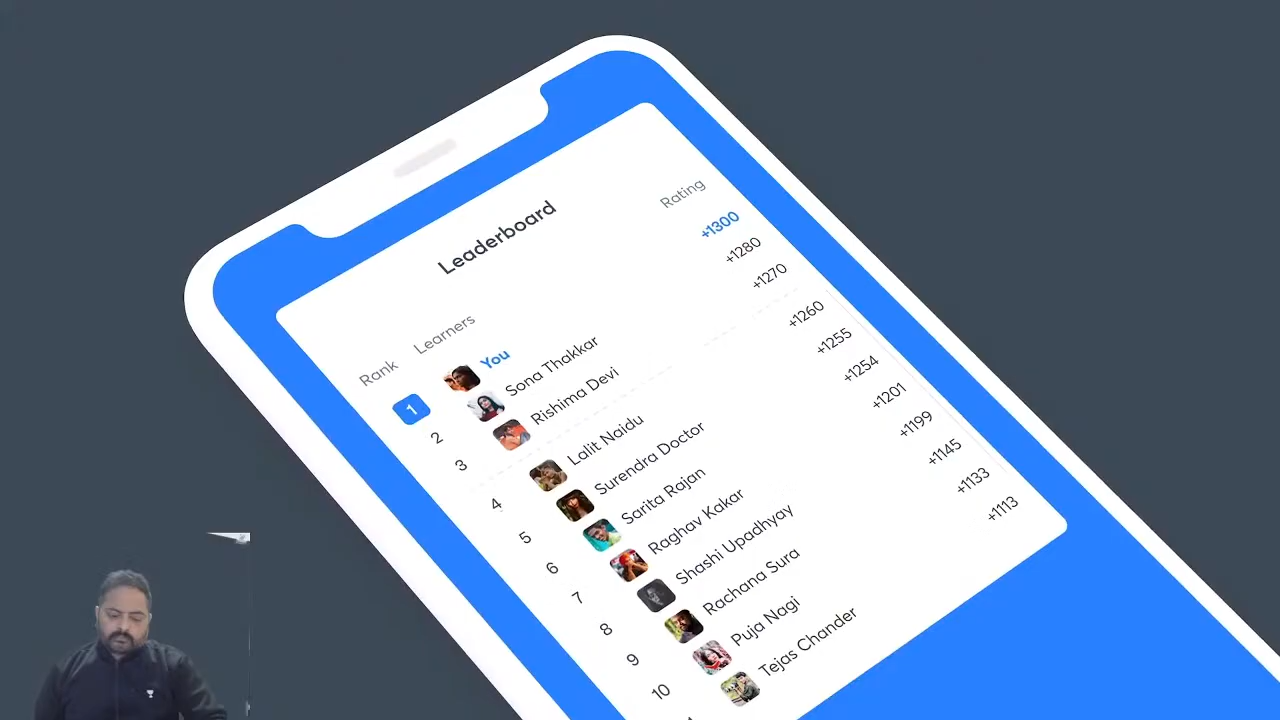 Leaderboard
Rank Learners Rating
1 You +1300
2 Sona Thakkar +1280
3 Rishima Devi +1270
4 Lalit Naidu +1260
5 Surendra Doctor +1255
6 Sarita Rajan +1254
7 Raghav Kakar +1201
8 Shashi Upadhyay +1199
9 Rachana Sura +1145
10 Puja Nagi +1133
Tejas Chander +1113